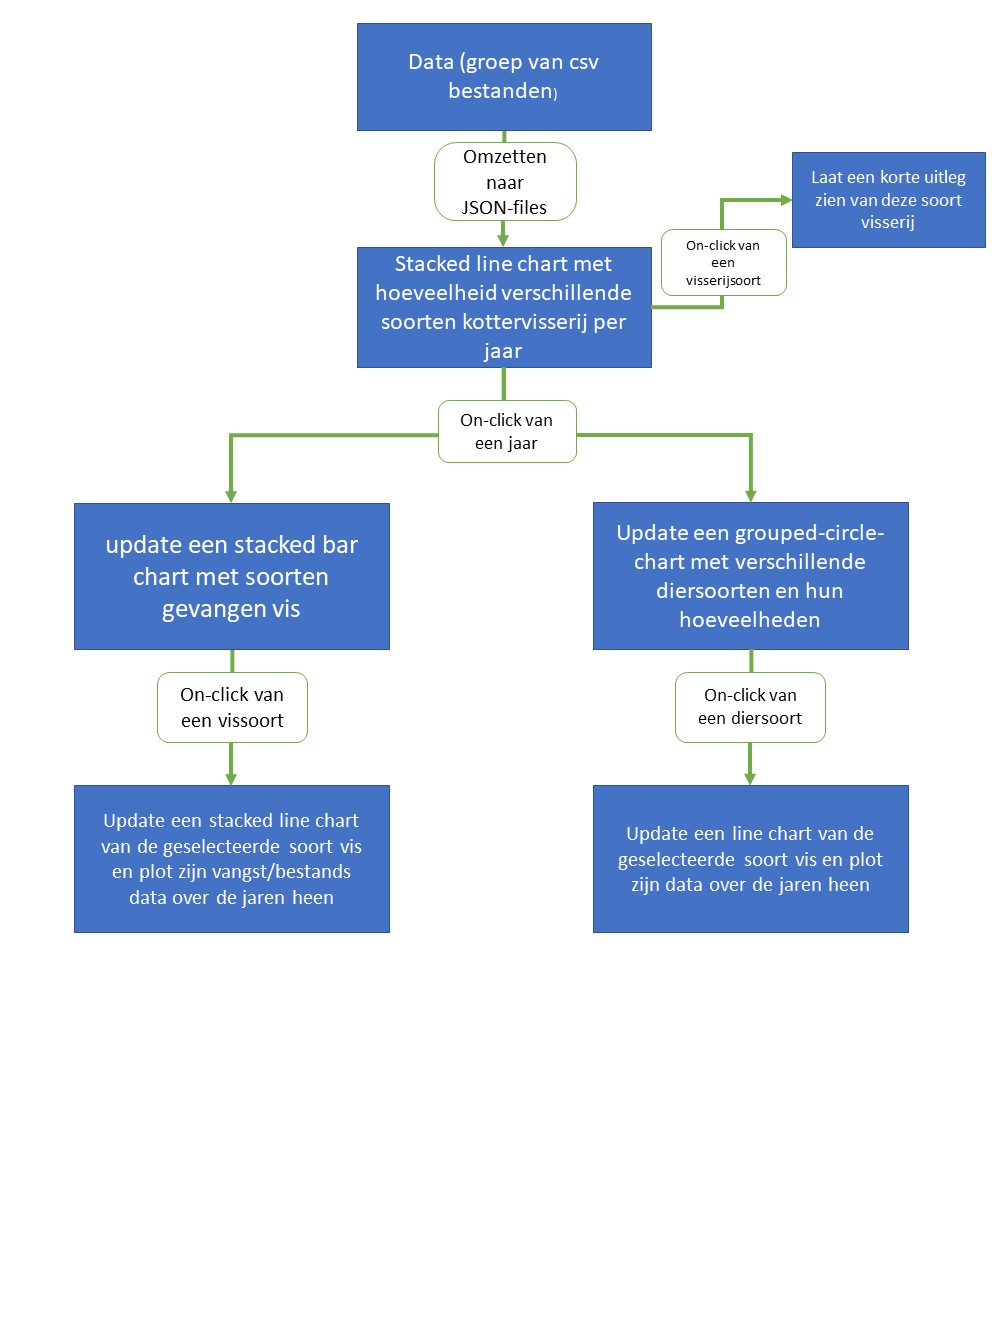 Data (groep van csv
bestanden)
Omzetten
naar
JSON-files
Laat een korte uitleg
zien van deze soort
visserij
On-click van
een
visserijsoort
Stacked line chart met
hoeveelheid verschillende
soorten kottervisserij per
jaar
On-click van
een jaar
update een stacked bar
chart met soorten
gevangen vis
Update een grouped-circle-
chart met verschillende
diersoorten en hun
hoeveelheden
On-click van
een vissoort
On-click van
een diersoort
Update een stacked line chart
van de geselecteerde soort vis
en plot zijn vangst/bestands
data over de jaren heen
Update een line chart van de
geselecteerde soort vis en plot
zijn data over de jaren heen